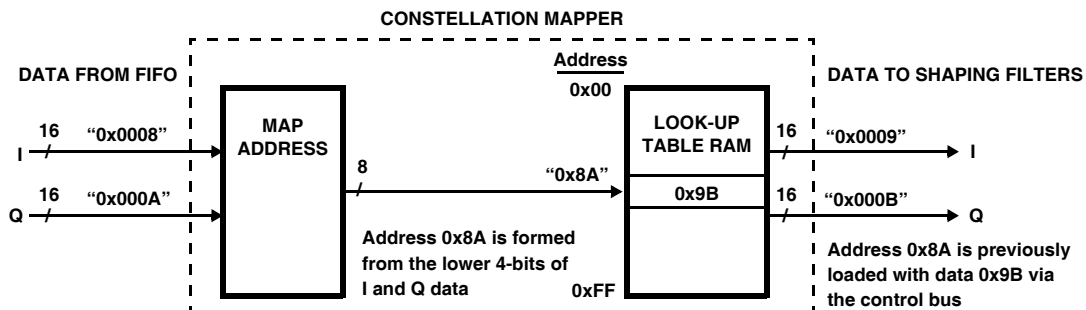 CONSTELLATION MAPPER
DATA FROM FIFO
Address
0x00
DATA TO SHAPING FILTERS
MAP
ADDRESS
LOOK-UP
TABLE RAM
I
16
“0x0008”
16
“0x0009”
I
8
“0x8A”
0x9B
Q
16
“0x000A”
16
“0x000B”
Q
Address 0x8A is formed
from the lower 4-bits of
I and Q data
0xFF
Address 0x8A is previously
loaded with data 0x9B via
the control bus